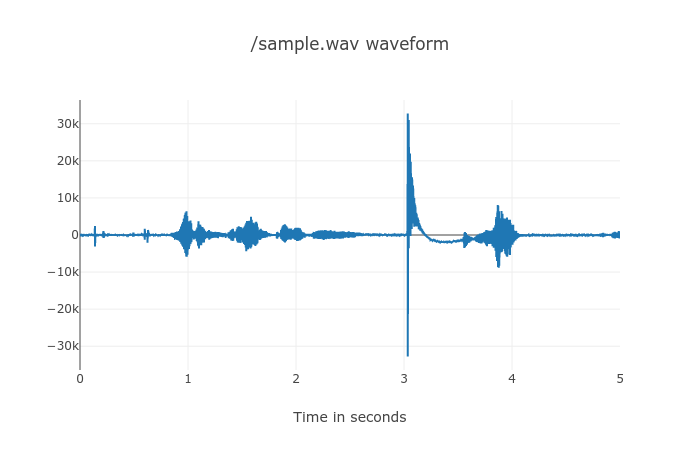 /sample.wav waveform
30k
20k
10k
0
−10k
−20k
−30k
0 1 2 3 4 5
Time in seconds